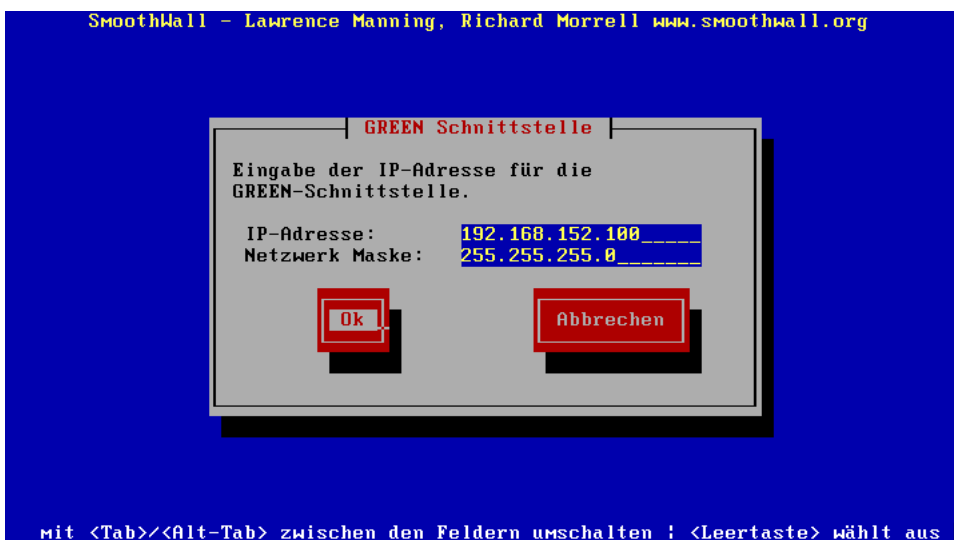 SmoothWall - Lawrence Manning, Richard Morrell www.smoothwall.org
GREEN Schnittstelle
Eingabe der IP-Adresse für die
GREEN-Schnittstelle.
IP-Adresse: 192.168.152.100_____
Netzwerk Maske: 255.255.255.0_______
Ok Abbrechen
mit <Tab>/<Alt-Tab> zwischen den Feldern umschalten ¦ <Leertaste> wählt aus